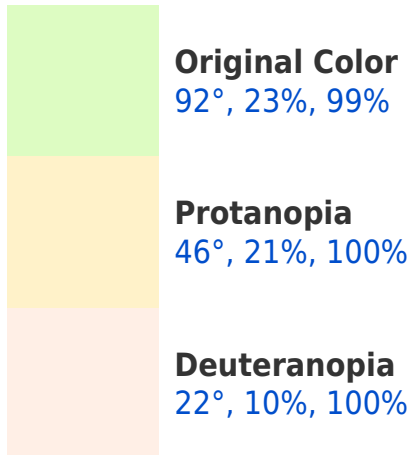 Original Color
92°, 23%, 99%
Protanopia
46°, 21%, 100%
Deuteranopia
22°, 10%, 100%